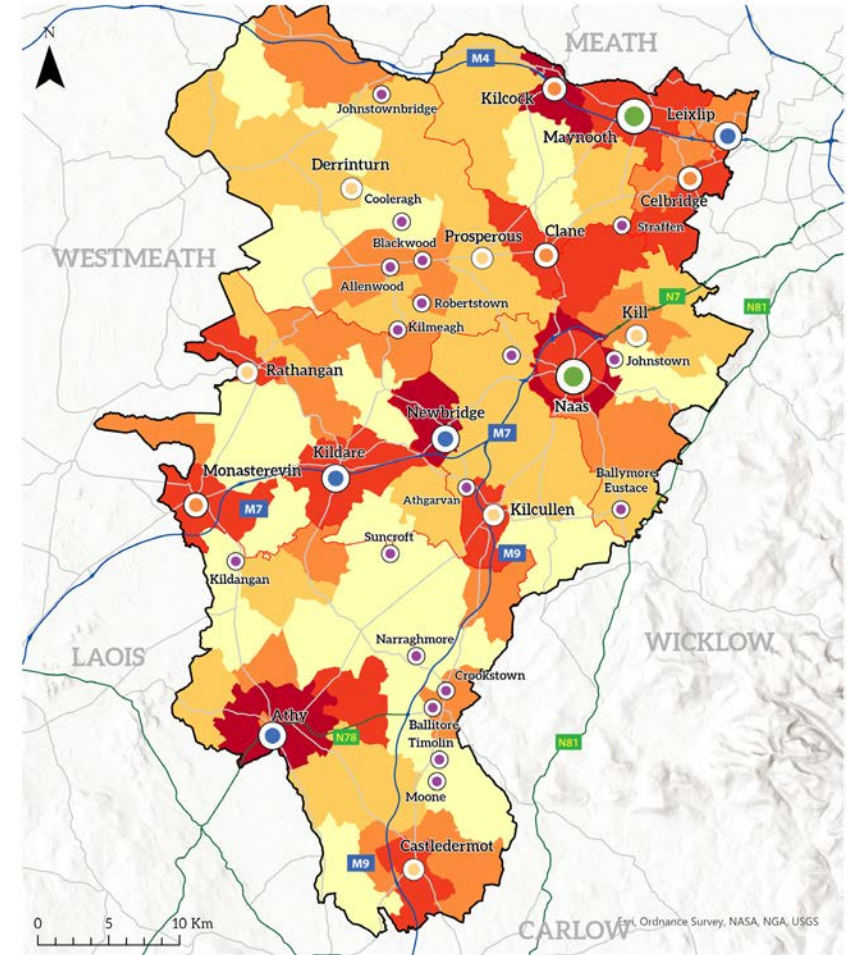 N
MEATH
M4
Kilcock
Johnstownbridge
Leixlip
Maynooth
Derrinturn
Celbridge
Cooleragh
Straffen
Clane
Prosperous
Blackwood
WESTMEATH
Allenwood
N7
N81
Robertstown
Kill
Kilmeagh
Johnstown
Rathangan
Naas
Newbridge
M7
Kildare
Monasterevin
Ballymore
Eustace
Athgarvan
M7
Kilcullen
Suncroft
M9
Kildangan
Narraghmore
WICKLOW
LAOIS
Crookstown
Athy
Ballitore
N78
Timolin
N81
Moone
Castledermot
M9
0 5 10 Km
CARLOW
Esri, Ordnance Survey, NASA, NGA, USGS